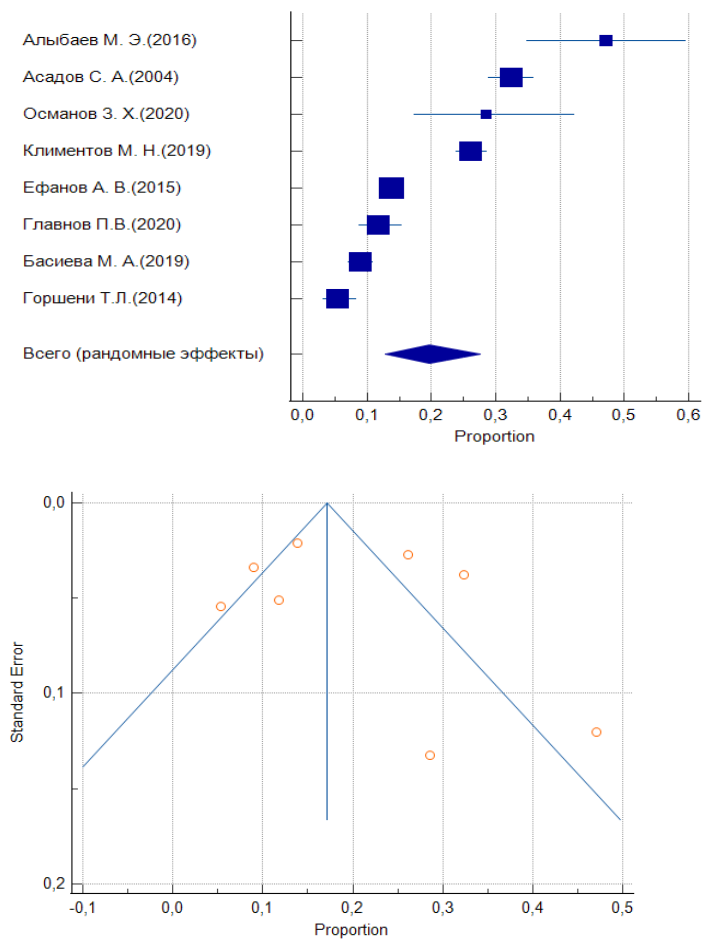 Алыбаев М. Э.(2016)
Асадов С. А.(2004)
Османов З. Х.(2020)
Климентов М. Н.(2019)
Ефанов А. В.(2015)
Главнов П.В.(2020)
Басиева М. А.(2019)
Горшени Т.Л.(2014)
Всего (рандомные эффекты)
0,0 0,1 0,2 0,3 0,4 0,5 0,6
Proportion
0,0
0,1
0,2
Standard Error
-0,1 0,0 0,1 0,2 0,3 0,4 0,5
Proportion